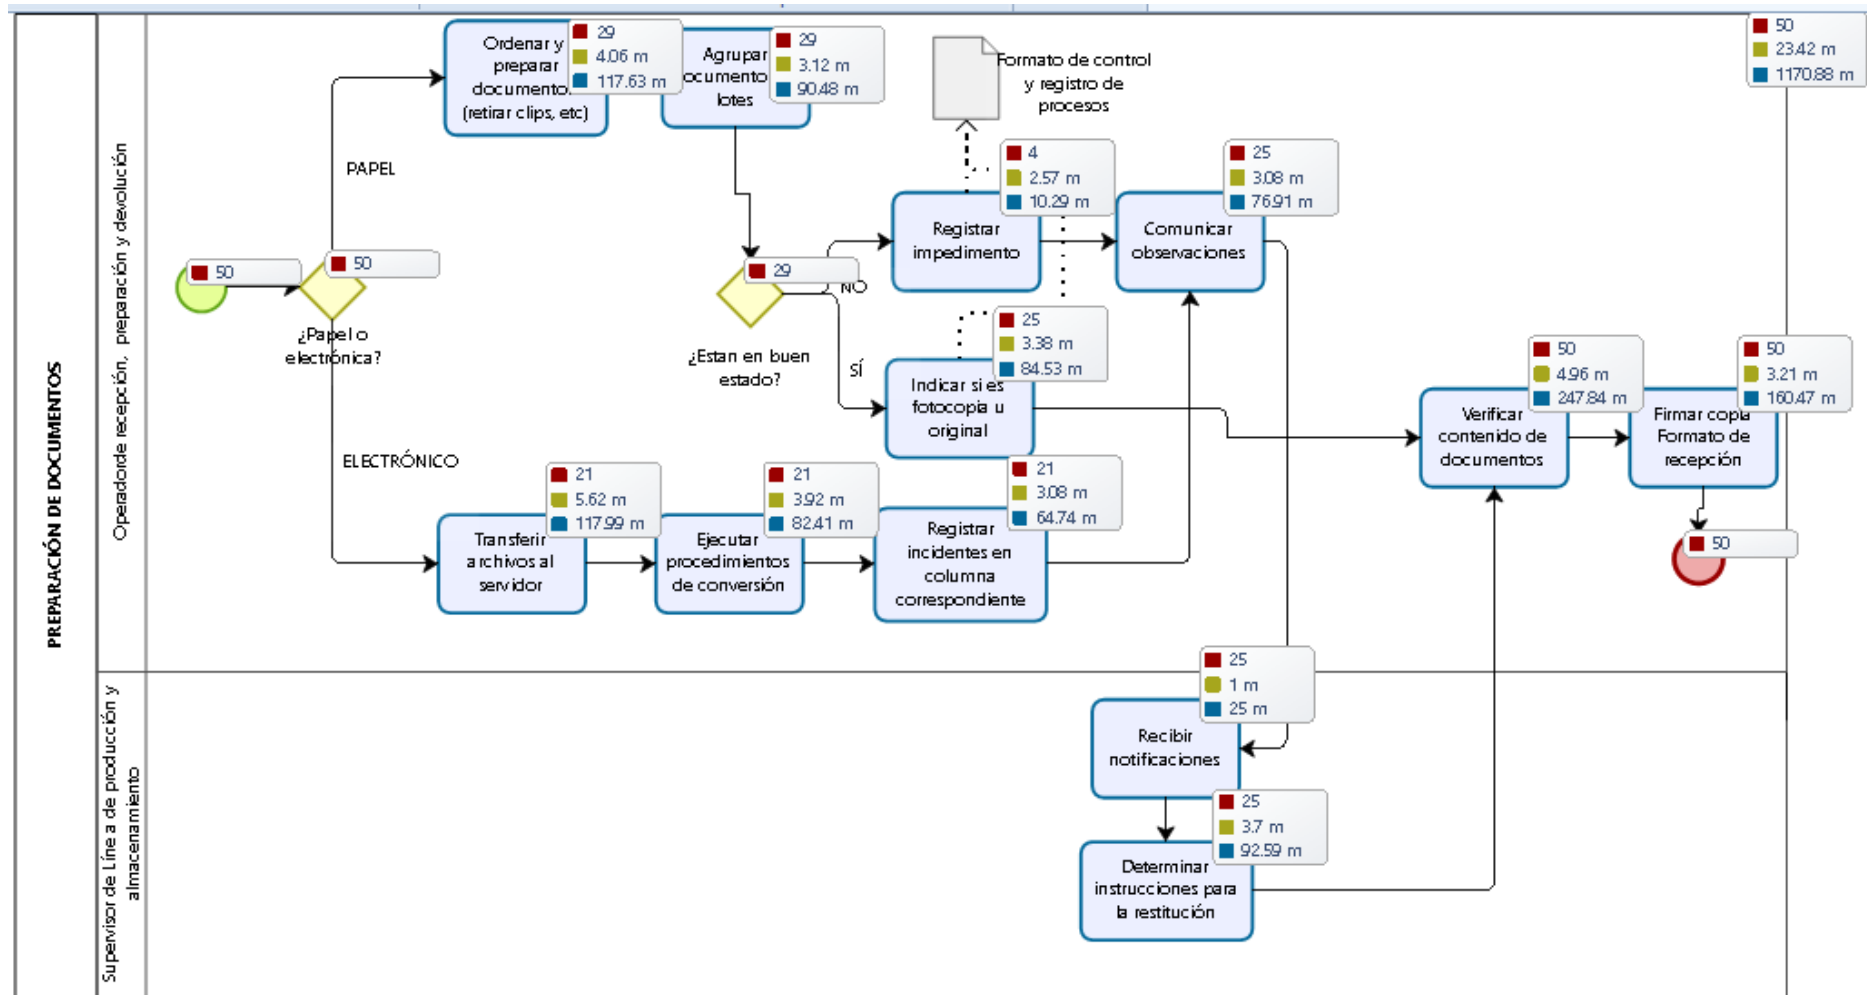 PREPARACIÓN DE DOCUMENTOS
Operadorde recepción, preparación y devolución
50
50
¿Papel o
electrónica?
PAPEL
ELECTRÓNICO
Ordenar y
preparar
documento
(retirar clips, etc)
29
4.06 m
117.63 m
Agrupar
ocumento
lotes
29
3.12 m
90.48 m
29
¿Estan en buen
estado?
NO
SÍ
Formato de control
y registro de
procesos
Registrar
impedimento
4
2.57 m
10.29 m
Comunicar
observaciones
25
3.08 m
76.91 m
Indicar si es
fotocopia u
original
25
3.38 m
84.53 m
Transferir
archivos al
servidor
21
5.62 m
117.99 m
Ejecutar
procedimientos
de conversión
21
3.92 m
82.41 m
Registrar
incidentes en
columna
correspondiente
21
3.08 m
64.74 m
Verificar
contenido de
documentos
50
4.96 m
247.84 m
Firmar copia
Formato de
recepción
50
3.21 m
160.47 m
50
50
23.42 m
1170.88 m
Supervisor de Líne a de producción y
almacenamiento
Recibir
notificaciones
25
1 m
25 m
Determinar
instrucciones para
la restitución
25
3.7 m
92.59 m